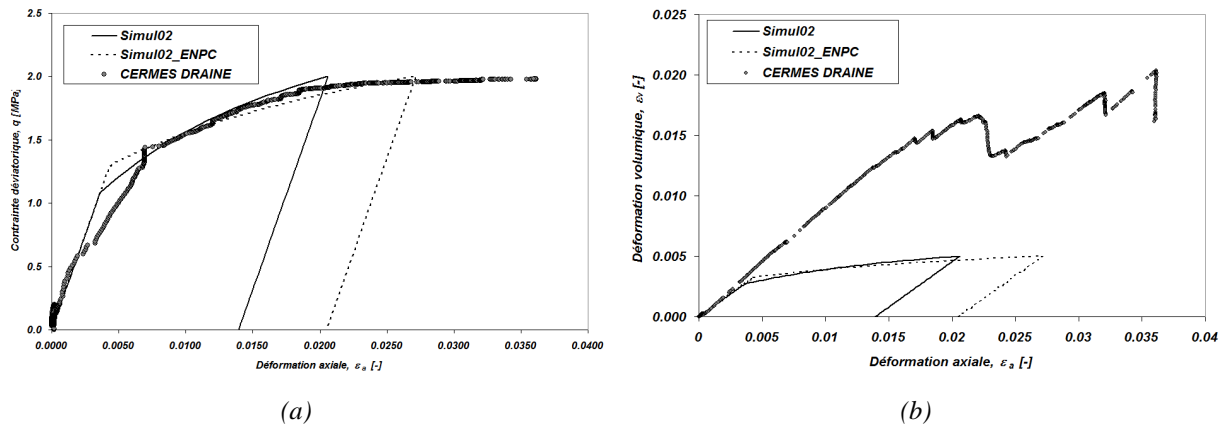 2.5
2.0
1.5
1.0
0.5
0.0
Contrainte déviatorique, q [MPa]
Simul02
Simul02_ENPC
CERMES DRAINE
0.0000 0.0050 0.0100 0.0150 0.0200 0.0250 0.0300 0.0350 0.0400
Déformation axiale, εa [-]
(a)
0.025
0.020
0.015
0.010
0.005
0.000
Déformation volumique, εv [-]
Simul02
Simul02_ENPC
CERMES DRAINE
0 0.005 0.01 0.015 0.02 0.025 0.03 0.035 0.04
Déformation axiale, εa [-]
(b)